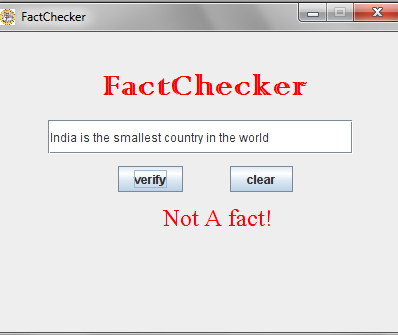 FactChecker
FactChecker
India is the smallest country in the world
verify clear
Not A fact!